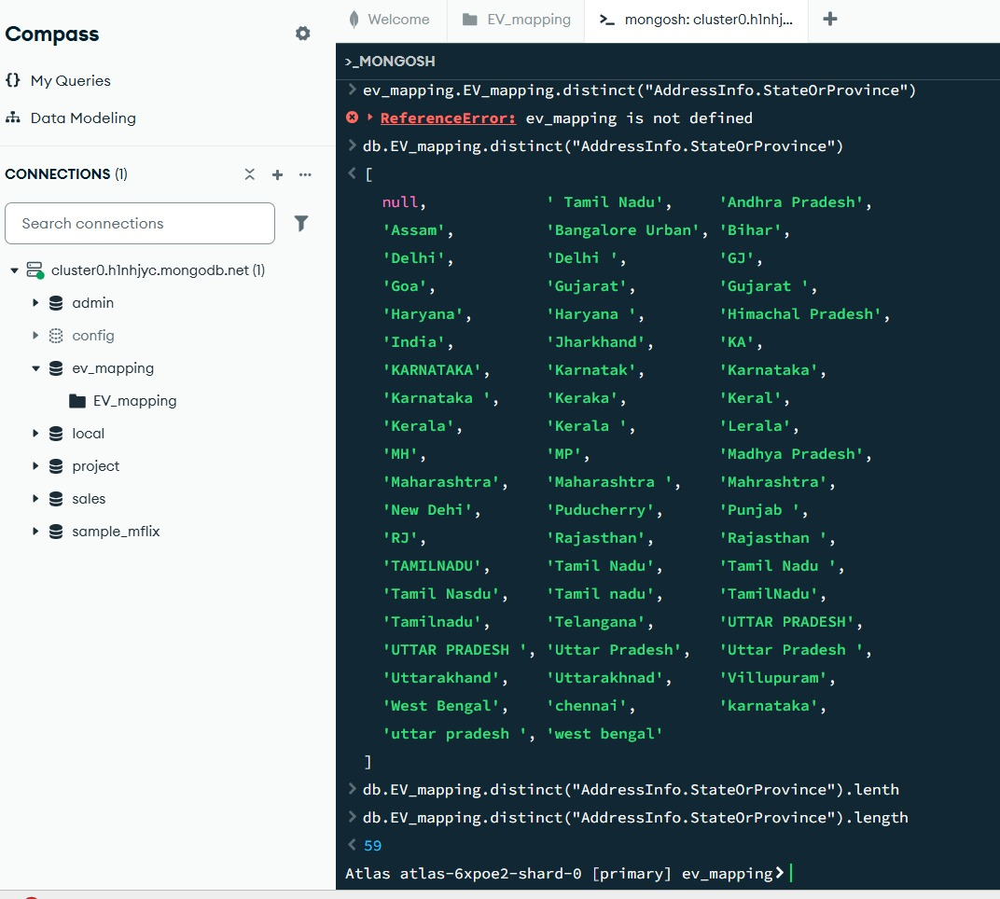 Compass
My Queries
Data Modeling
CONNECTIONS (1)
Search connections
cluster0.h1nhjyc.mongodb.net (1)
admin
config
ev_mapping
EV_mapping
local
project
sales
sample_mflix
Welcome
EV_mapping
mongosh: cluster0.h1nhj...
>_MONGOSH
ev_mapping.EV_mapping.distinct("AddressInfo.StateOrProvince")
ReferenceError: ev_mapping is not defined
db.EV_mapping.distinct("AddressInfo.StateOrProvince")
[
null, ' Tamil Nadu', 'Andhra Pradesh',
'Assam', 'Bangalore Urban', 'Bihar',
'Delhi', 'Delhi ', 'GJ',
'Goa', 'Gujarat', 'Gujarat ',
'Haryana', 'Haryana ', 'Himachal Pradesh',
'India', 'Jharkhand', 'KA',
'KARNATAKA', 'Karnatak', 'Karnataka',
'Karnataka ', 'Keraka', 'Keral',
'Kerala', 'Kerala ', 'Lerala',
'MH', 'MP', 'Madhya Pradesh',
'Maharashtra', 'Maharashtra ', 'Mahrashtra',
'New Dehi', 'Puducherry', 'Punjab ',
'RJ', 'Rajasthan', 'Rajasthan ',
'TAMILNADU', 'Tamil Nadu', 'Tamil Nadu ',
'Tamil Nasdu', 'Tamil nadu', 'TamilNadu',
'Tamilnadu', 'Telangana', 'UTTAR PRADESH',
'UTTAR PRADESH ', 'Uttar Pradesh', 'Uttar Pradesh ',
'Uttarakhand', 'Uttarakhnad', 'Villupuram',
'West Bengal', 'chennai', 'karnataka',
'uttar pradesh ', 'west bengal'
]
db.EV_mapping.distinct("AddressInfo.StateOrProvince").lenth
db.EV_mapping.distinct("AddressInfo.StateOrProvince").length
59
Atlas atlas-6xpoe2-shard-0 [primary] ev_mapping>